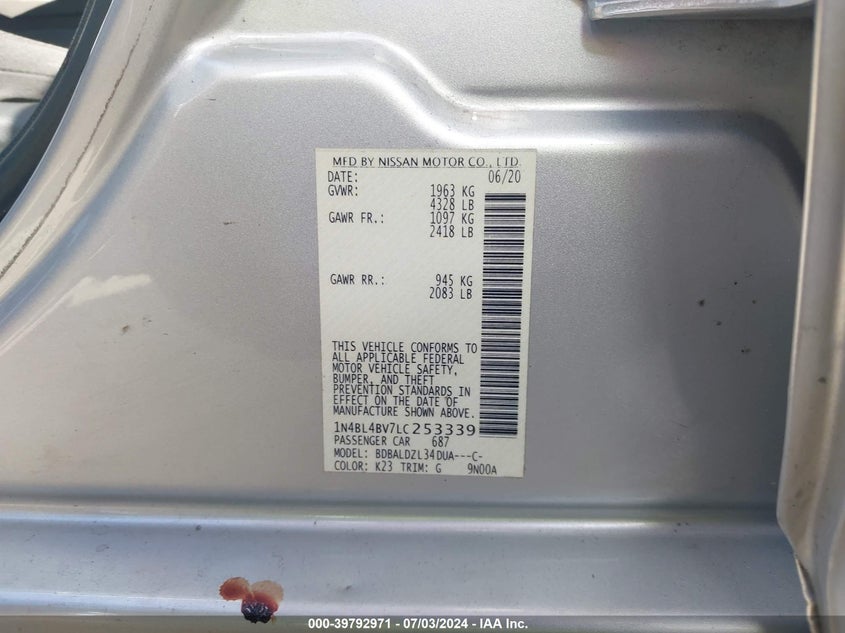 MFD BY NISSAN MOTOR CO., LTD.
DATE: 06/20
GVWR: 1963 KG
4328 LB
GAWR FR.: 1097 KG
2418 LB
GAWR RR.: 945 KG
2083 LB
THIS VEHICLE CONFORMS TO
ALL APPLICABLE FEDERAL
MOTOR VEHICLE SAFETY,
BUMPER, AND THEFT
PREVENTION STANDARDS IN
EFFECT ON THE DATE OF
MANUFACTURE SHOWN ABOVE.
1N4BL4BV7LC253339
PASSENGER CAR 687
MODEL: BDBALDZL34DUA---C-
COLOR: K23 TRIM: G 9N00A
000-39792971 - 07/03/2024 - IAA Inc.